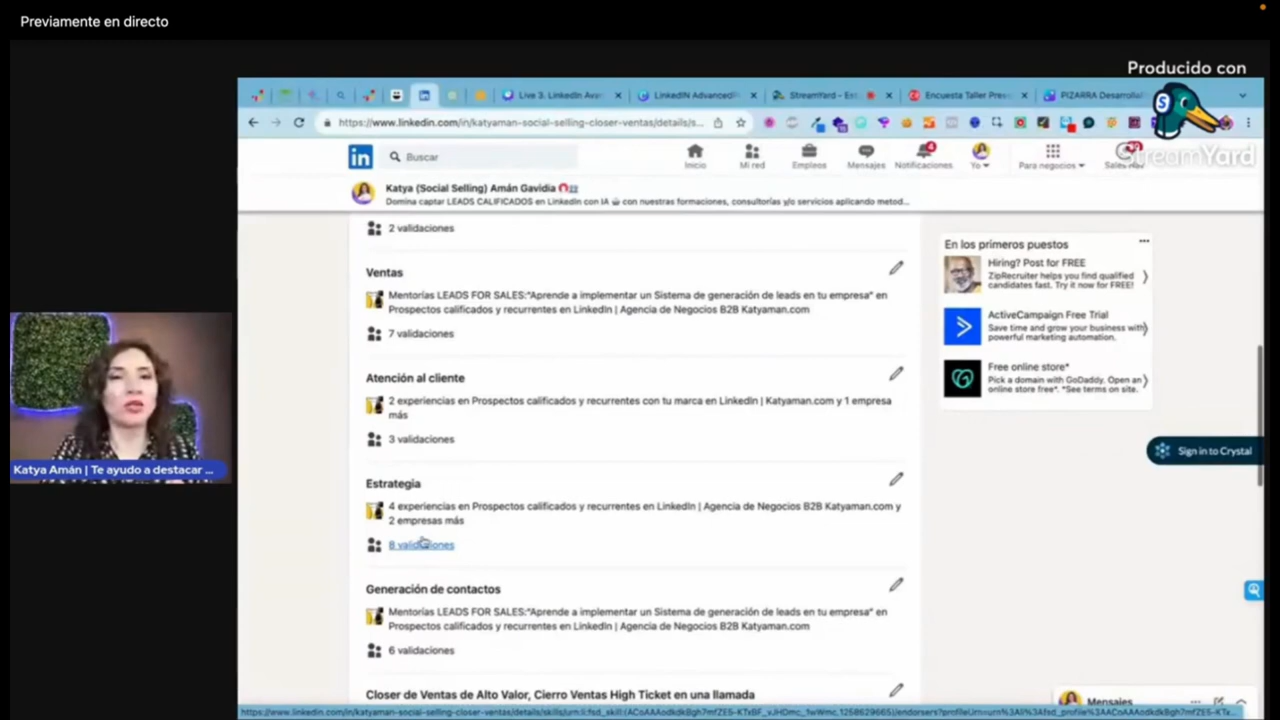 Previamente en directo
Producido con
StreamYard
Live 3. LinkedIn Avan
LinkedIN AdvancedP
StreamYard - Es
Encuesta Taller Pres
PIZARRA Desarroll
https://www.linkedin.com/in/katyaman-social-selling-closer-ventas/details/s...
in
Buscar
Inicio
Mi red
Empleos
Mensajes
4
Notificaciones
Yo
Para negocios
Katya (Social Selling) Amán Gavidia
Domina captar LEADS CALIFICADOS en LinkedIn con IA con nuestras formaciones, consultorías y/o servicios aplicando metod...
2 validaciones
Ventas
Mentorías LEADS FOR SALES:"Aprende a implementar un Sistema de generación de leads en tu empresa" en
Prospectos calificados y recurrentes en LinkedIn | Agencia de Negocios B2B Katyaman.com
7 validaciones
Atención al cliente
2 experiencias en Prospectos calificados y recurrentes con tu marca en LinkedIn | Katyaman.com y 1 empresa
más
3 validaciones
Estrategia
4 experiencias en Prospectos calificados y recurrentes en LinkedIn | Agencia de Negocios B2B Katyaman.com y
2 empresas más
8 validaciones
Generación de contactos
Mentorías LEADS FOR SALES:"Aprende a implementar un Sistema de generación de leads en tu empresa" en
Prospectos calificados y recurrentes en LinkedIn | Agencia de Negocios B2B Katyaman.com
6 validaciones
Closer de Ventas de Alto Valor, Cierro Ventas High Ticket en una llamada
En los primeros puestos
Hiring? Post for FREE
ZipRecruiter helps you find qualified
candidates fast. Try it now for FREE!
ActiveCampaign Free Trial
Save time and grow your business with
powerful marketing automation.
Free online store*
Pick a domain with GoDaddy. Open an
online store free*. *See terms on site.
Sign in to Crystal
Mensajes
Katya Amán | Te ayudo a destacar ...